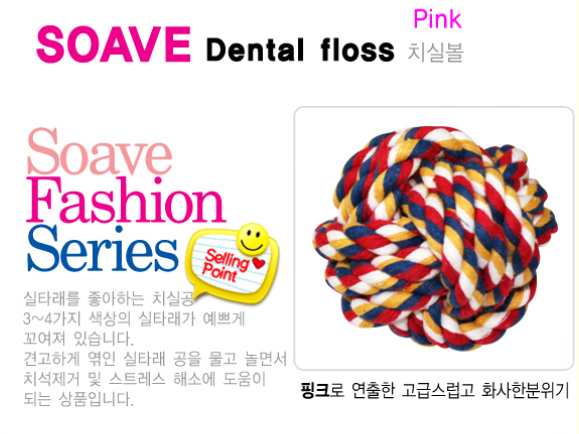 Pink
SOAVE Dental floss 치실볼
Soave
Fashion
Series
Selling
Point
실타래를 좋아하는 치실공
3~4가지 색상의 실타래가 예쁘게
꼬여져 있습니다.
견고하게 엮인 실타래 공을 물고 놀면서
치석제거 및 스트레스 해소에 도움이
되는 상품입니다.
핑크로 연출한 고급스럽고 화사한분위기